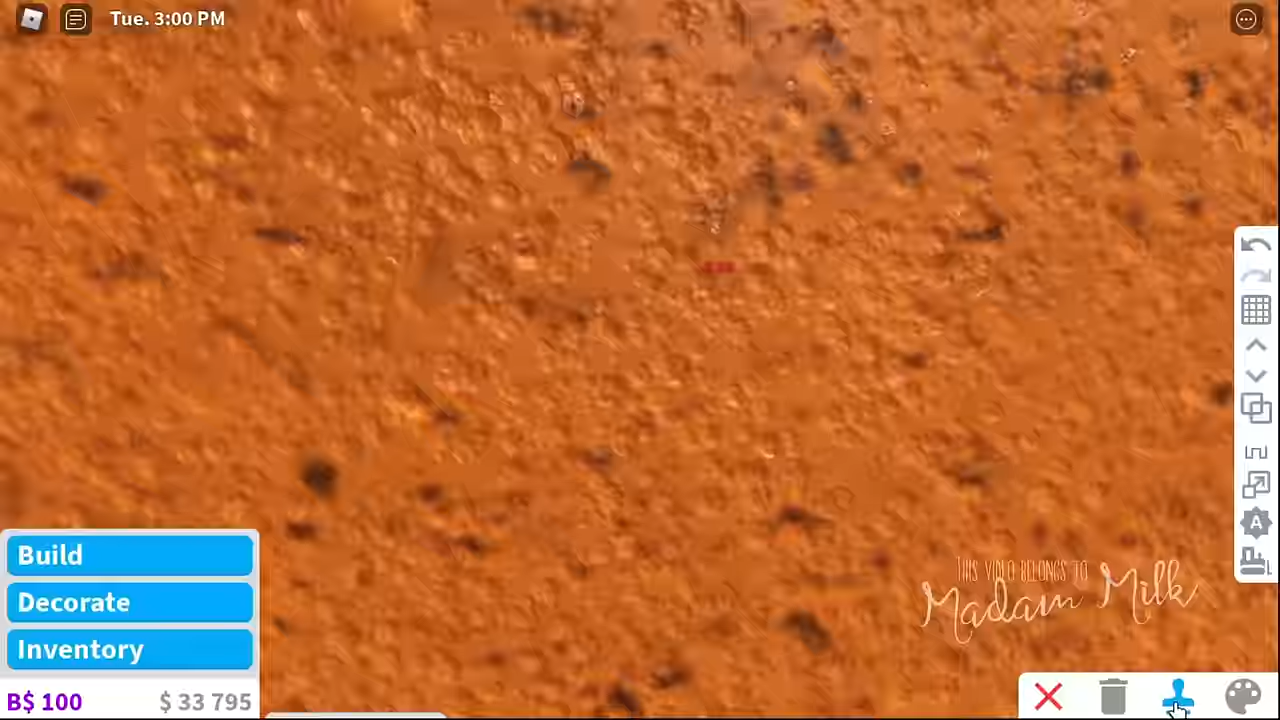 Tue. 3:00 PM
A
Build
Decorate
Inventory
B$ 100
$ 33 795
THIS VIDEO BELONGS TO
Madam Milk